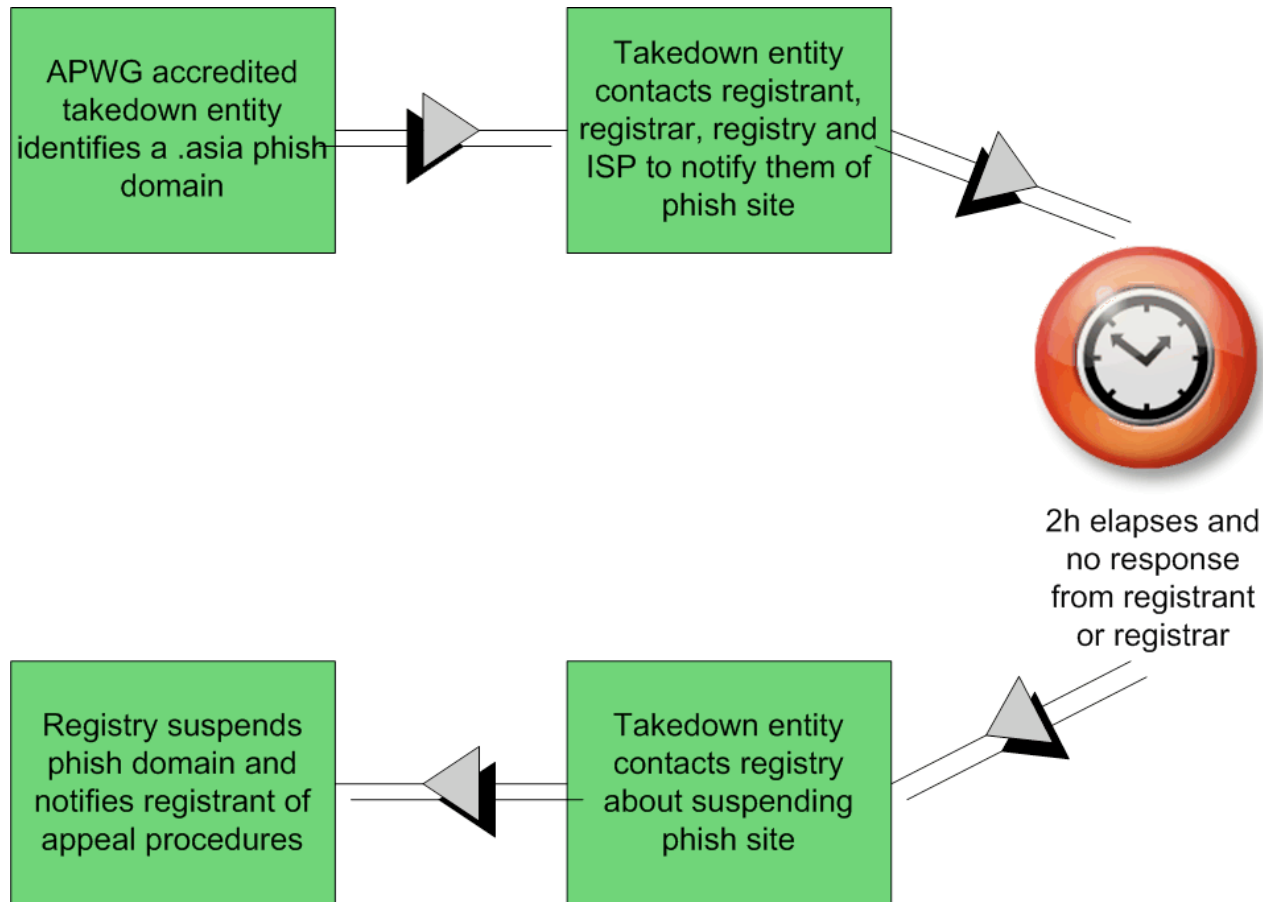 APWG accredited
takedown entity
identifies a .asia phish
domain
Takedown entity
contacts registrant,
registrar, registry and
ISP to notify them of
phish site
2h elapses and
no response
from registrant
or registrar
Takedown entity
contacts registry
about suspending
phish site
Registry suspends
phish domain and
notifies registrant of
appeal procedures